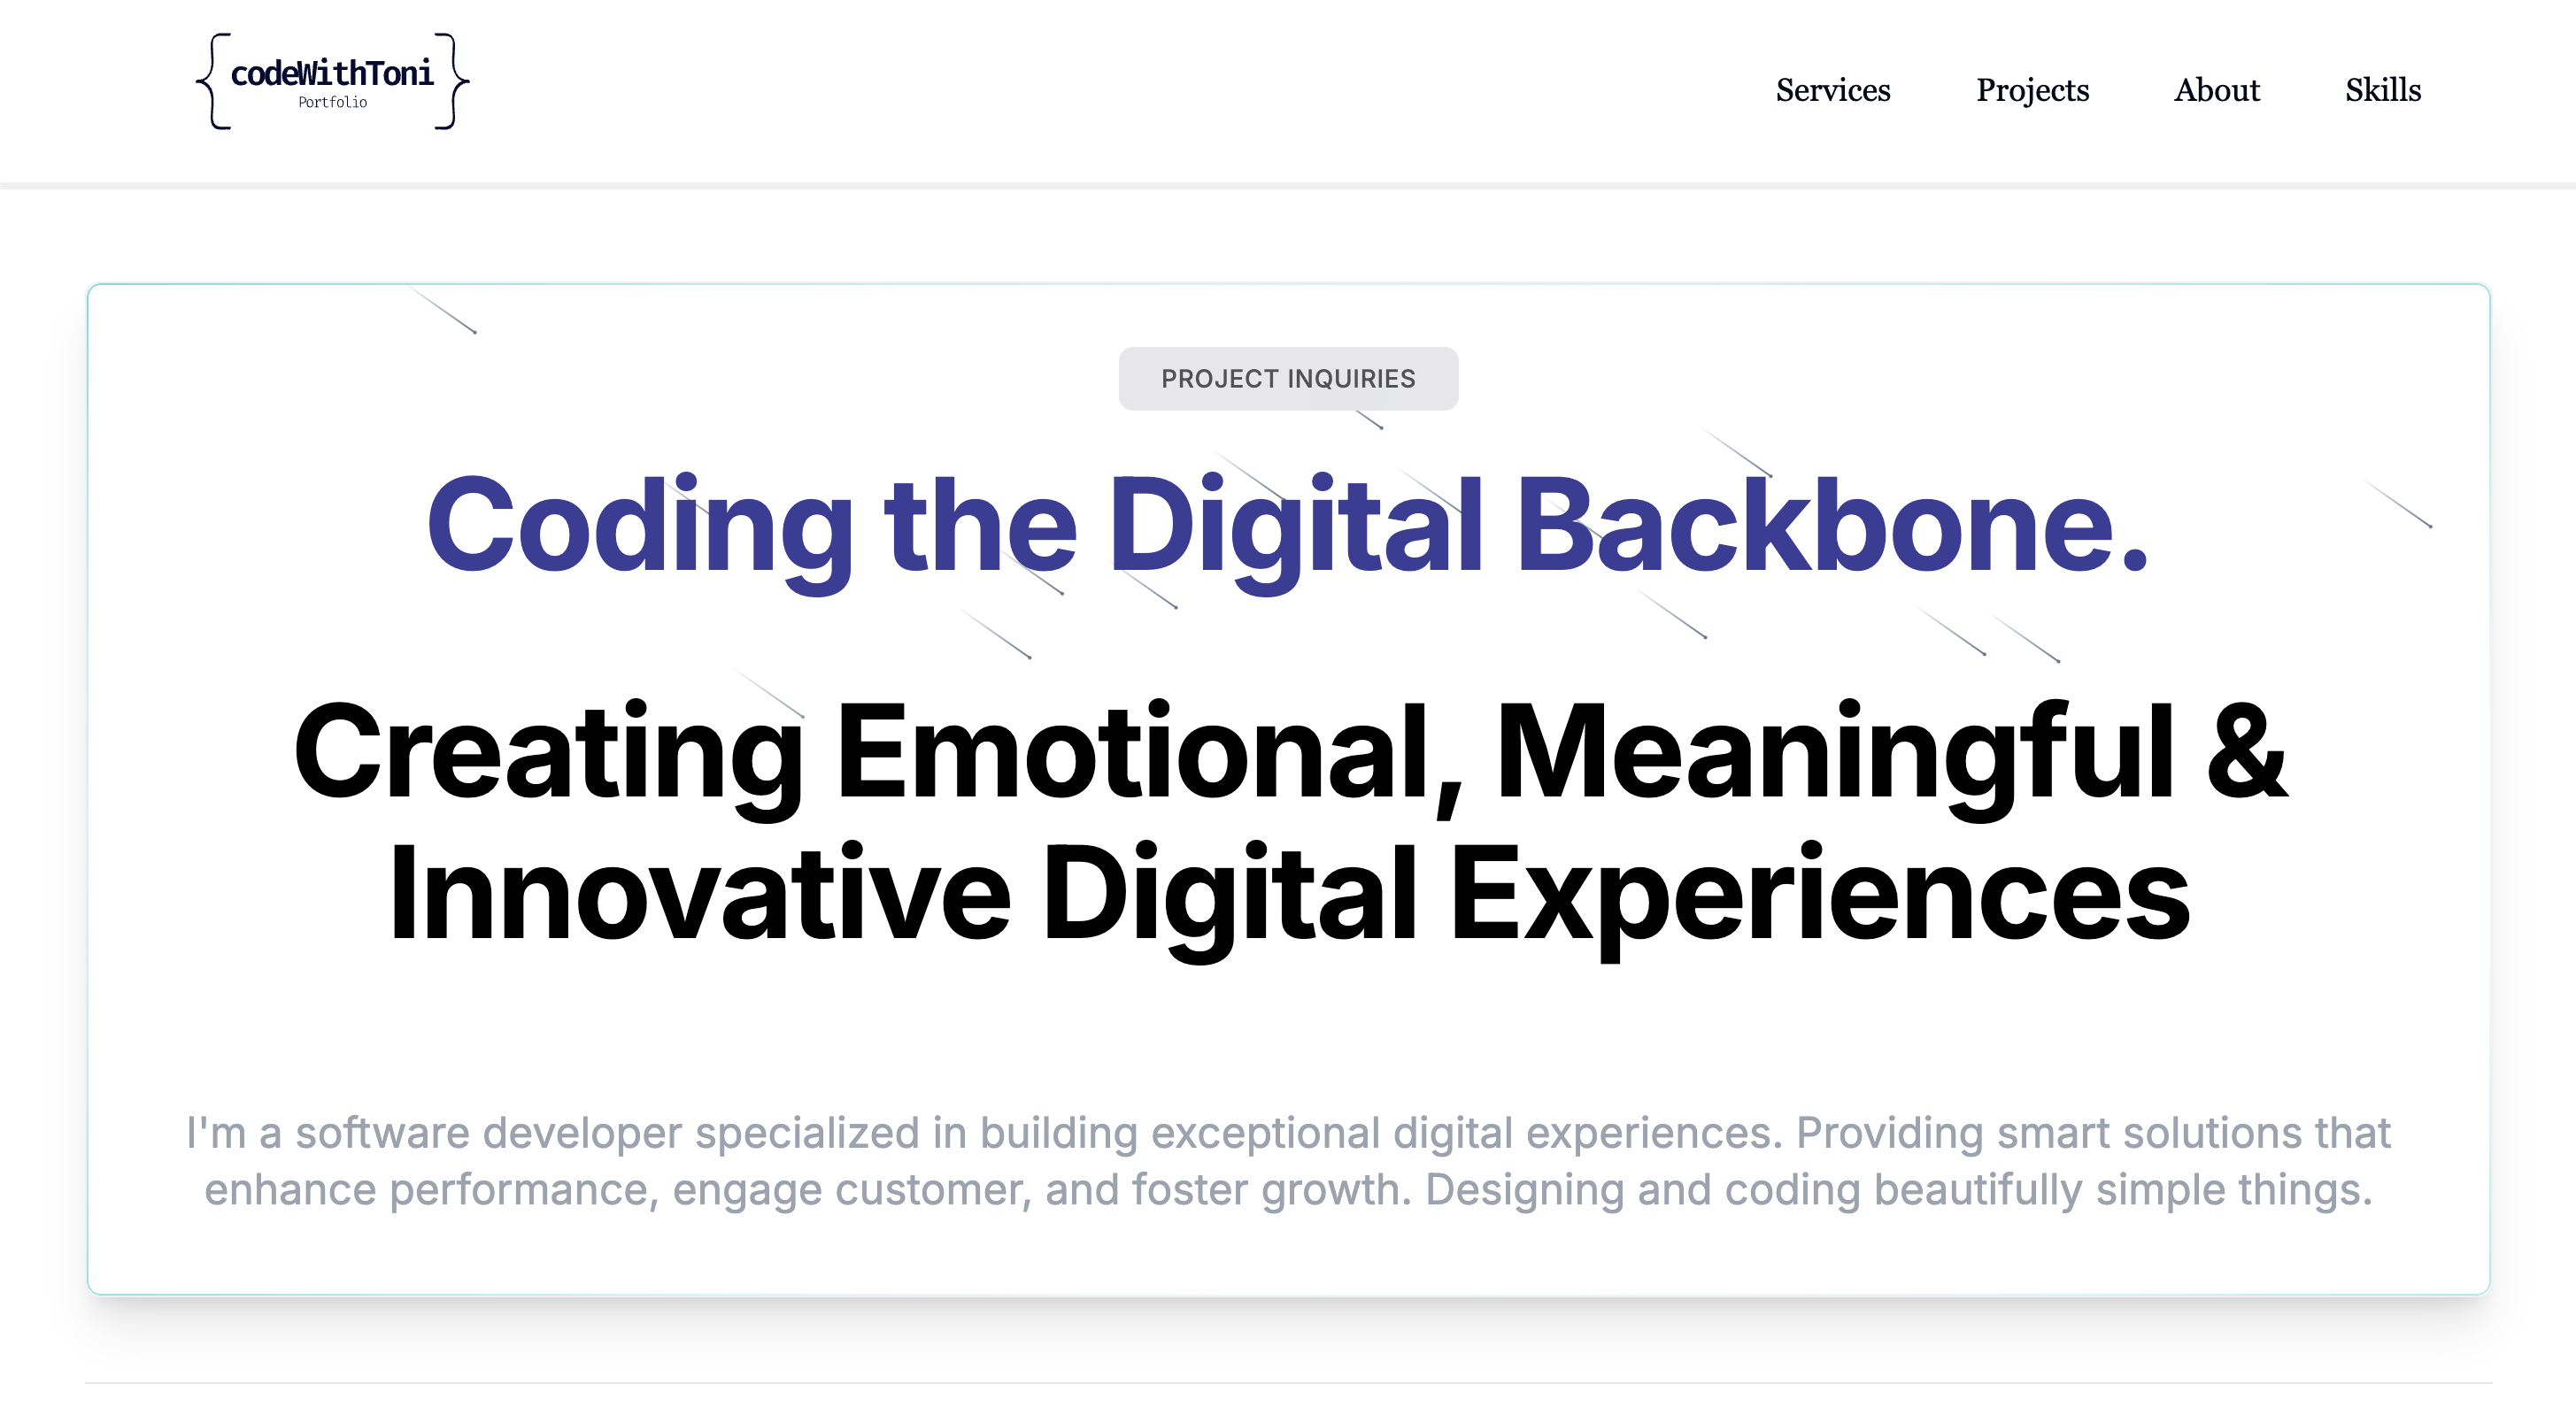 codeWithToni
Portfolio
Services
Projects
About
Skills
PROJECT INQUIRIES
Coding the Digital Backbone.
Creating Emotional, Meaningful &
Innovative Digital Experiences
I'm a software developer specialized in building exceptional digital experiences. Providing smart solutions that
enhance performance, engage customer, and foster growth. Designing and coding beautifully simple things.